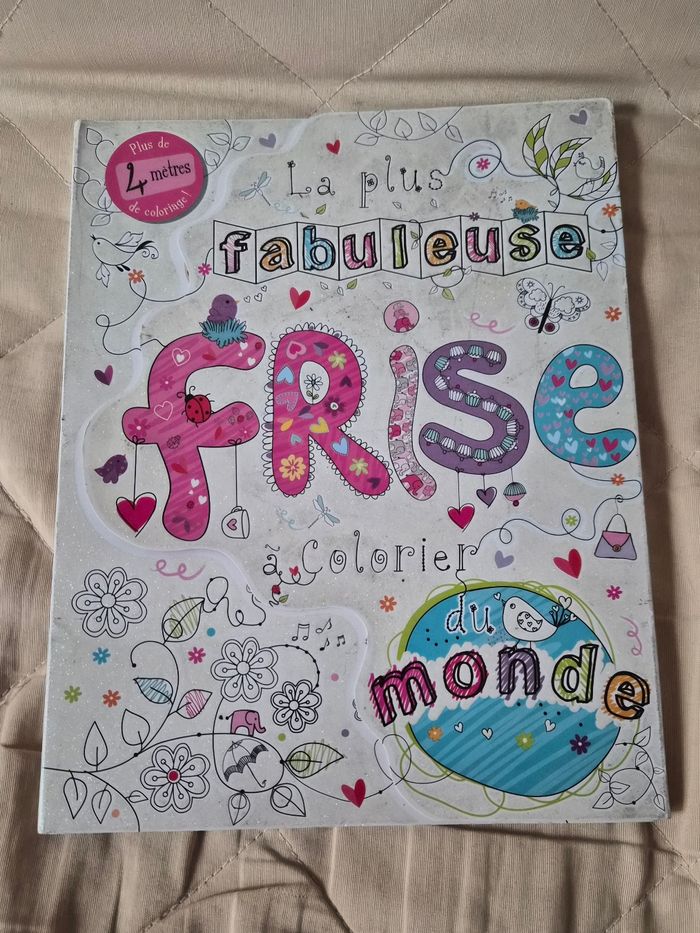 Plus de
4 mètres
de coloriage !
La plus
fabuleuse
FRiSe
à colorier
du
monde